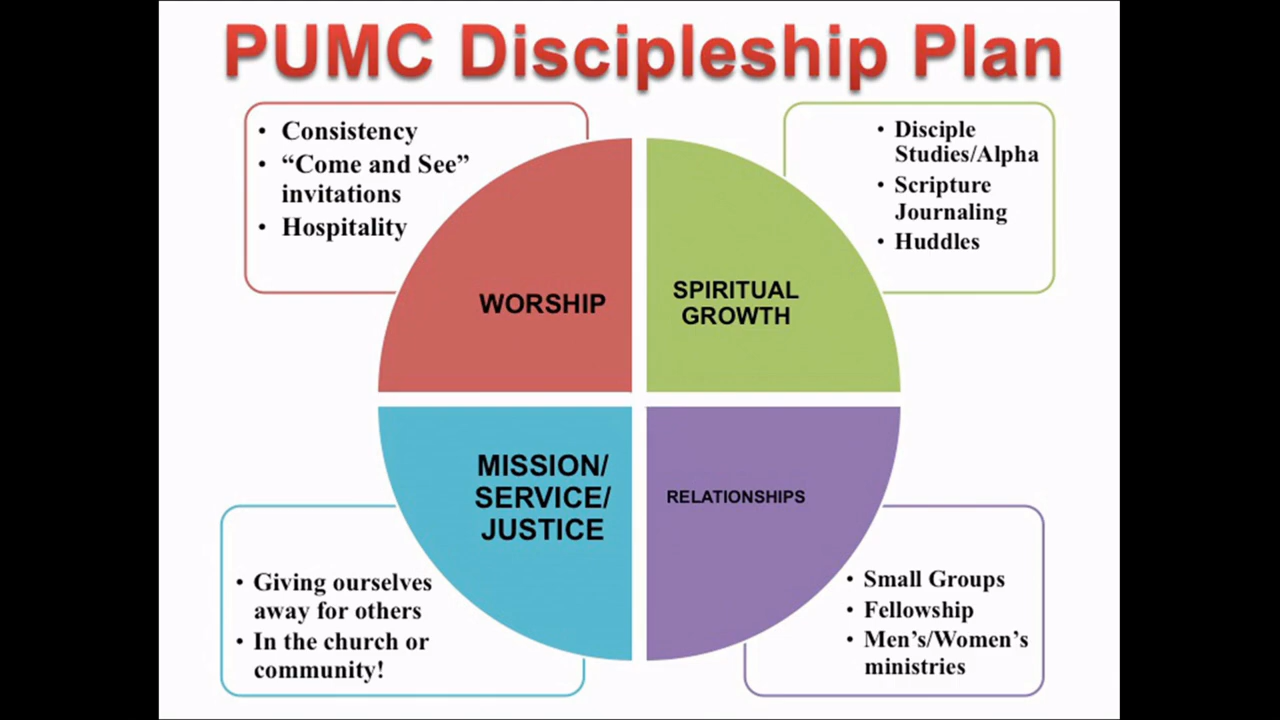 PUMC Discipleship Plan
• Consistency
• “Come and See”
invitations
• Hospitality
• Disciple
Studies/Alpha
• Scripture
Journaling
• Huddles
WORSHIP
SPIRITUAL
GROWTH
MISSION/
SERVICE/
JUSTICE
RELATIONSHIPS
• Giving ourselves
away for others
• In the church or
community!
• Small Groups
• Fellowship
• Men’s/Women’s
ministries